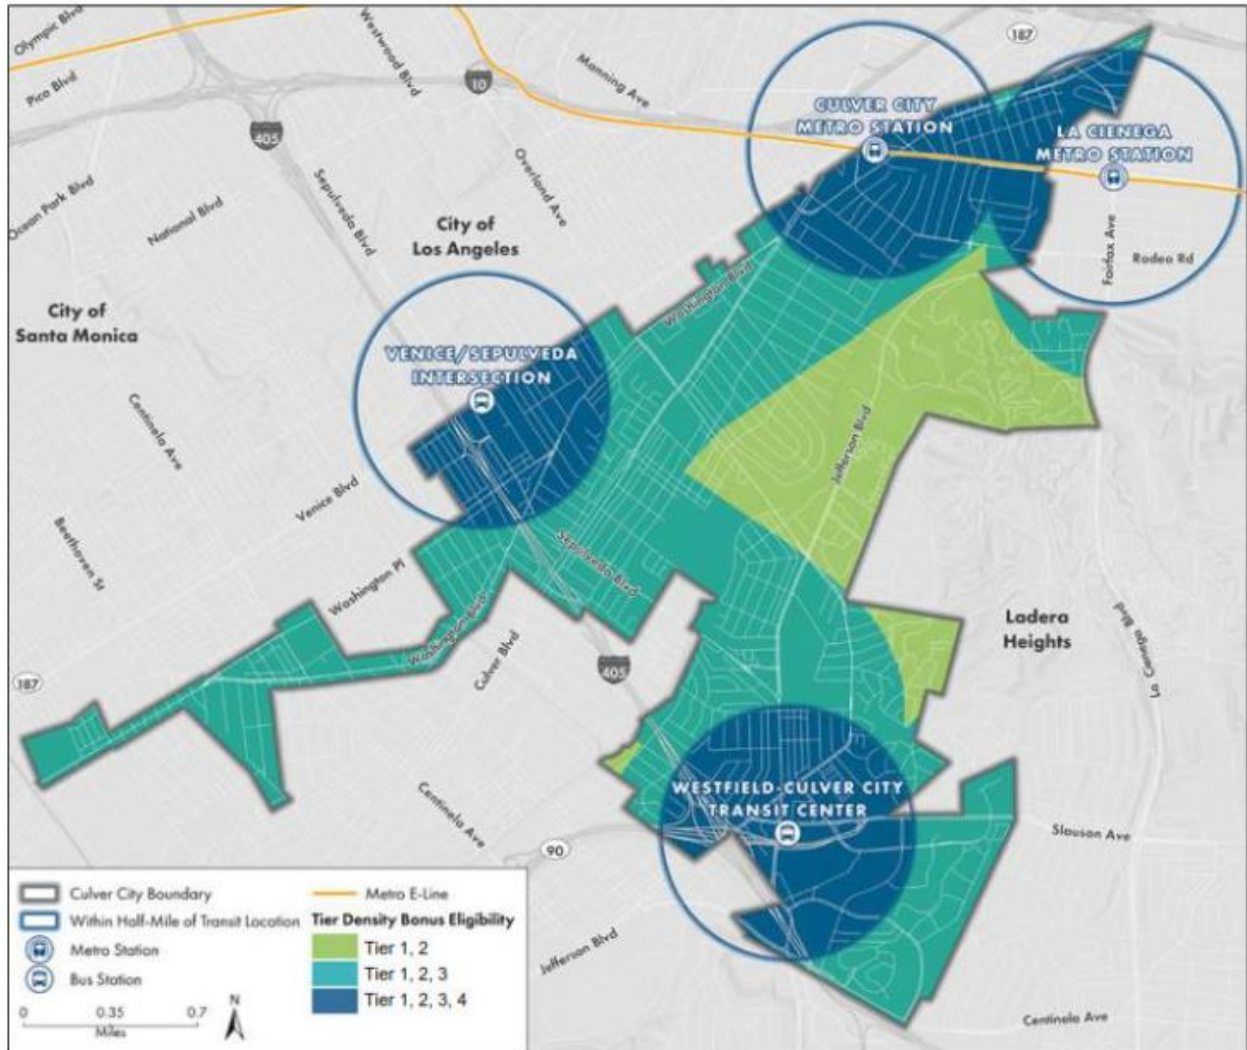 Olympic Blvd
Pico Blvd
Westwood Blvd
10
Manning Ave
187
405
CULVER CITY
METRO STATION
LA CIENEGA
METRO STATION
Ocean Park Blvd
National Blvd
Sepulveda Blvd
Overland Ave
City of
Los Angeles
Fairfax Ave
Rodeo Rd
Washington Blvd
City of
Santa Monica
VENICE/SEPULVEDA
INTERSECTION
Centinela Ave
Jefferson Blvd
Venice Blvd
Beethoven St
Washington Pl
Sepulveda Blvd
Washington Blvd
Culver Blvd
Ladera
Heights
La Cienega Blvd
187
405
WESTFIELD-CULVER CITY
TRANSIT CENTER
Centinela Ave
Slauson Ave
90
Jefferson Blvd
Centinela Ave
Culver City Boundary
Within Half-Mile of Transit Location
Metro Station
Bus Station
0 0.35 0.7
Miles
N
Metro E-Line
Tier Density Bonus Eligibility
Tier 1, 2
Tier 1, 2, 3
Tier 1, 2, 3, 4